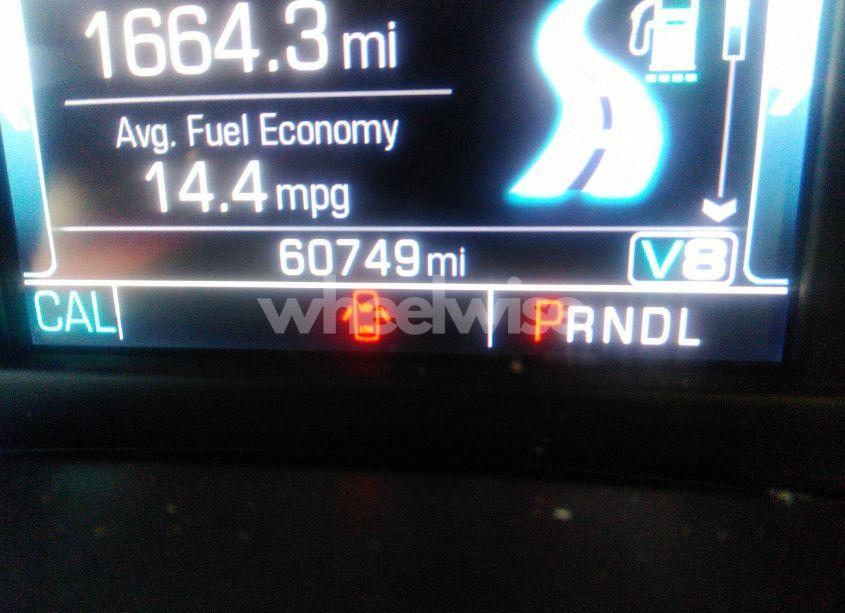 1664.3 mi
Avg. Fuel Economy
14.4 mpg
60749 mi
V8
CAL
wheelwise
PRNDL